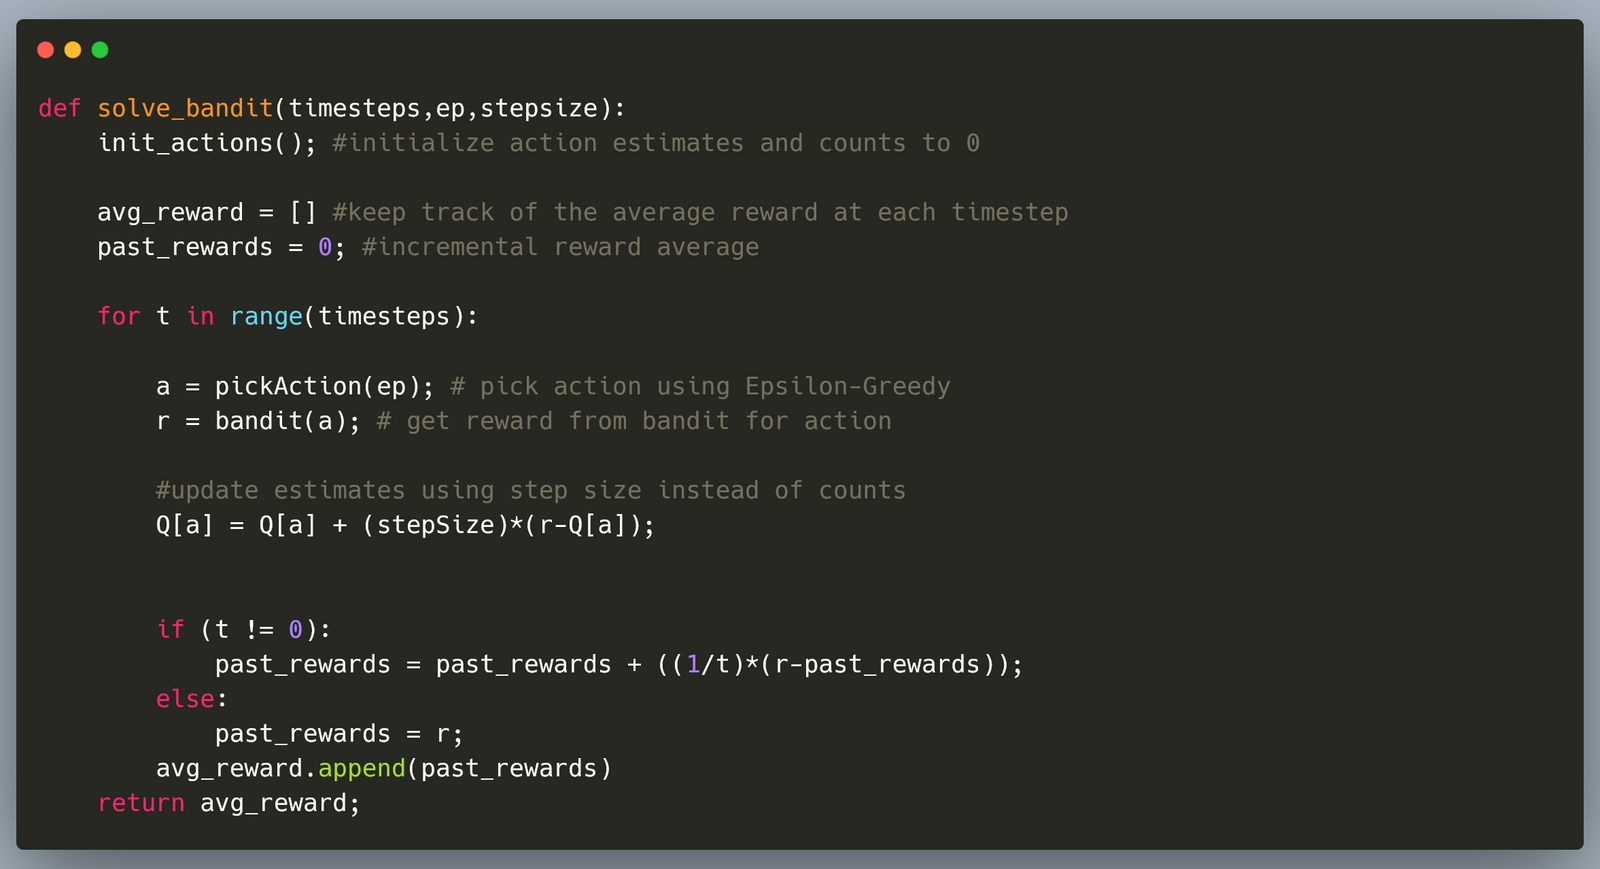 def solve_bandit(timesteps,ep,stepsize):
    init_actions(); #initialize action estimates and counts to 0
    avg_reward = [] #keep track of the average reward at each timestep
    past_rewards = 0; #incremental reward average
    for t in range(timesteps):
        a = pickAction(ep); # pick action using Epsilon-Greedy
        r = bandit(a); # get reward from bandit for action
        #update estimates using step size instead of counts
        Q[a] = Q[a] + (stepSize)*(r-Q[a]);
        if (t != 0):
            past_rewards = past_rewards + ((1/t)*(r-past_rewards));
        else:
            past_rewards = r;
        avg_reward.append(past_rewards)
    return avg_reward;